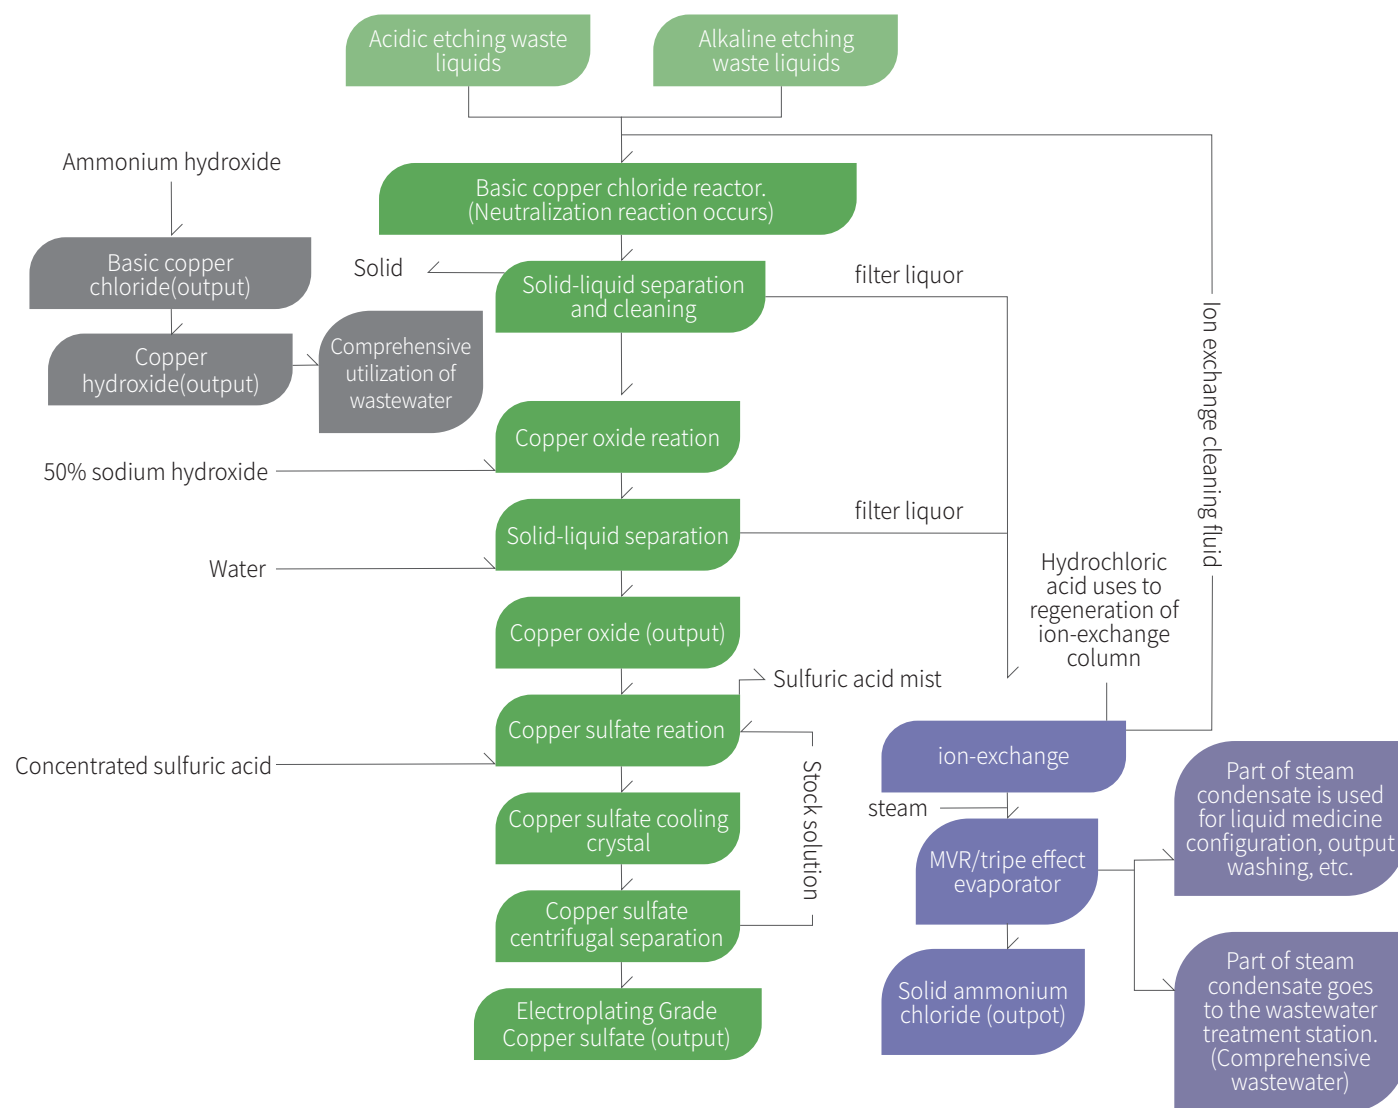 Acidic etching waste
liquids
Alkaline etching
waste liquids
Ammonium hydroxide
Basic copper chloride reactor.
(Neutralization reaction occurs)
Basic copper
chloride(output)
Solid
Solid-liquid separation
and cleaning
filter liquor
Copper
hydroxide(output)
Comprehensive
utilization of
wastewater
Ion exchange cleaning fluid
Copper oxide reation
50% sodium hydroxide
Solid-liquid separation
filter liquor
Water
Hydrochloric
acid uses to
regeneration of
ion-exchange
column
Copper oxide (output)
Sulfuric acid mist
Copper sulfate reation
Concentrated sulfuric acid
Stock solution
ion-exchange
steam
Copper sulfate cooling
crystal
MVR/tripe effect
evaporator
Part of steam
condensate is used
for liquid medicine
configuration, output
washing, etc.
Copper sulfate
centrifugal separation
Solid ammonium
chloride (outpot)
Part of steam
condensate goes
to the wastewater
treatment station.
(Comprehensive
wastewater)
Electroplating Grade
Copper sulfate (output)